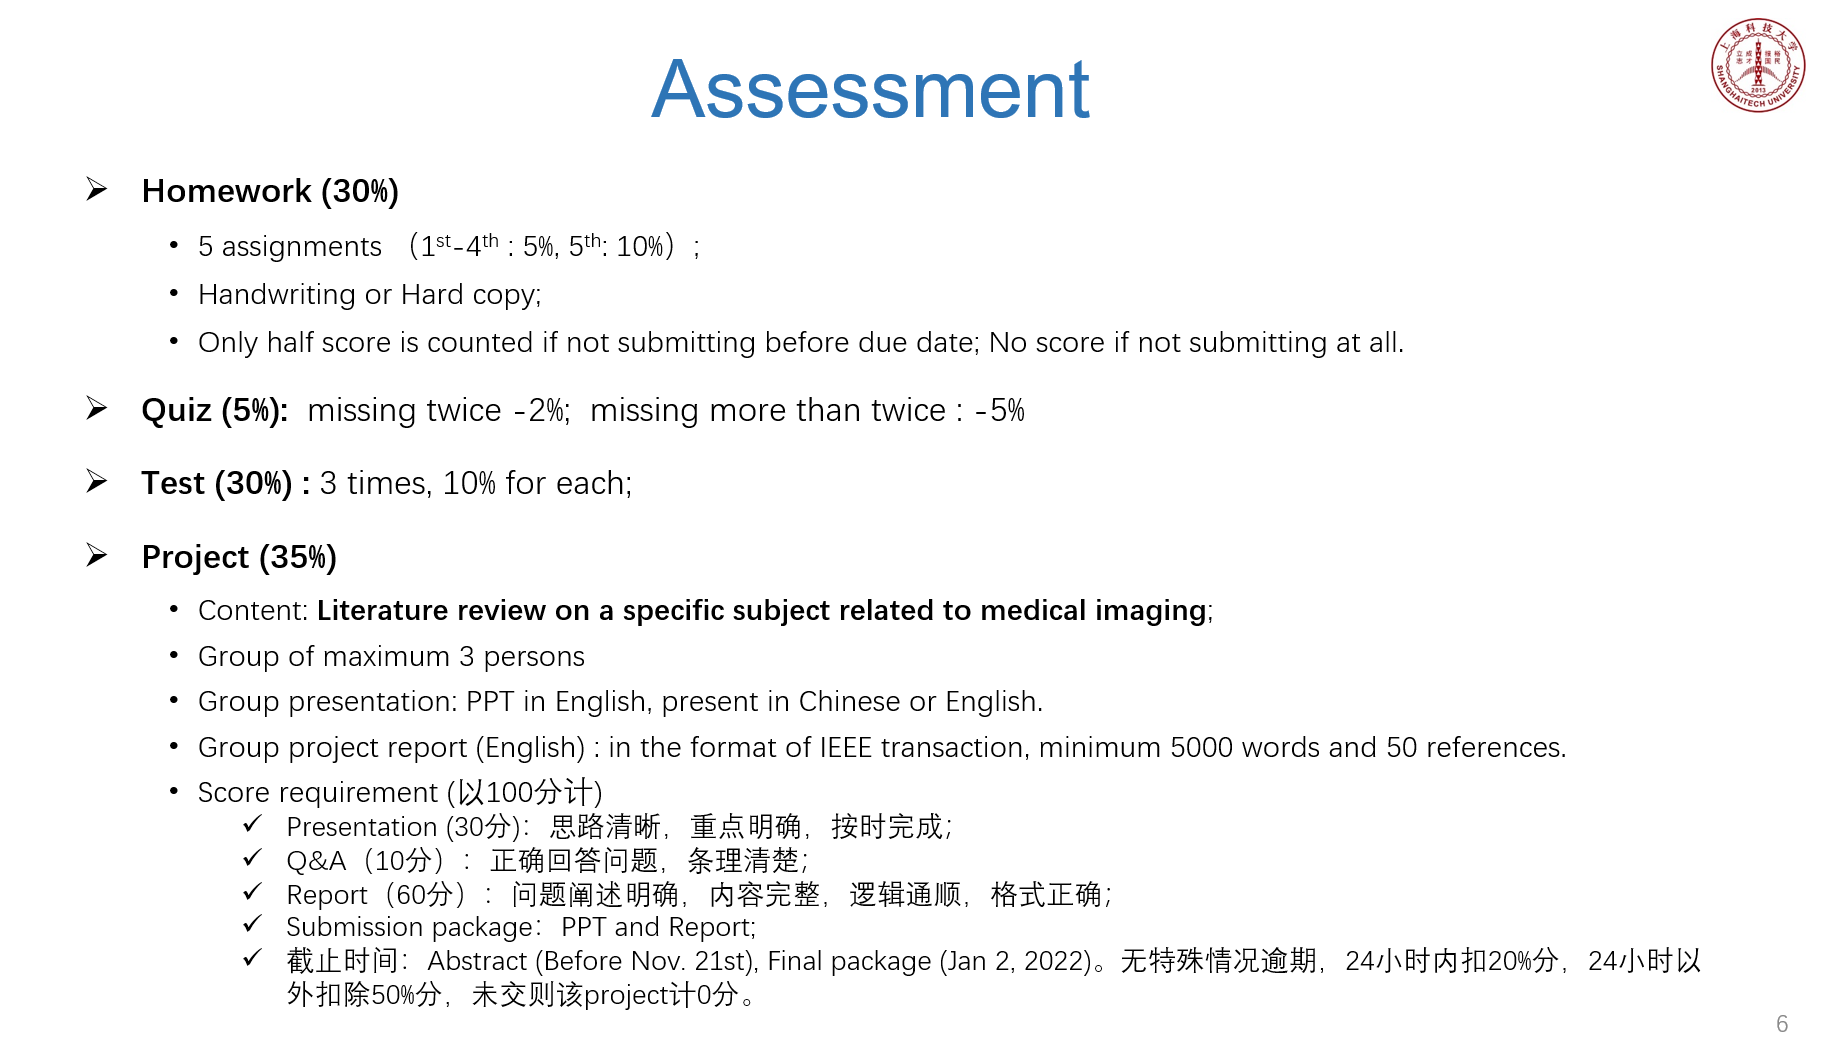 Assessment
上海科技大学
立志 成才 报国 裕民
2013
SHANGHAITECH UNIVERSITY
➢ Homework (30%)
• 5 assignments （1st-4th : 5%, 5th: 10%）;
• Handwriting or Hard copy;
• Only half score is counted if not submitting before due date; No score if not submitting at all.
➢ Quiz (5%): missing twice -2%; missing more than twice : -5%
➢ Test (30%) : 3 times, 10% for each;
➢ Project (35%)
• Content: Literature review on a specific subject related to medical imaging;
• Group of maximum 3 persons
• Group presentation: PPT in English, present in Chinese or English.
• Group project report (English) : in the format of IEEE transaction, minimum 5000 words and 50 references.
• Score requirement (以100分计)
✓ Presentation (30分)：思路清晰，重点明确，按时完成；
✓ Q&A（10分）：正确回答问题，条理清楚；
✓ Report（60分）：问题阐述明确，内容完整，逻辑通顺，格式正确；
✓ Submission package：PPT and Report;
✓ 截止时间：Abstract (Before Nov. 21st), Final package (Jan 2, 2022)。无特殊情况逾期，24小时内扣20%分，24小时以
外扣除50%分，未交则该project计0分。
6